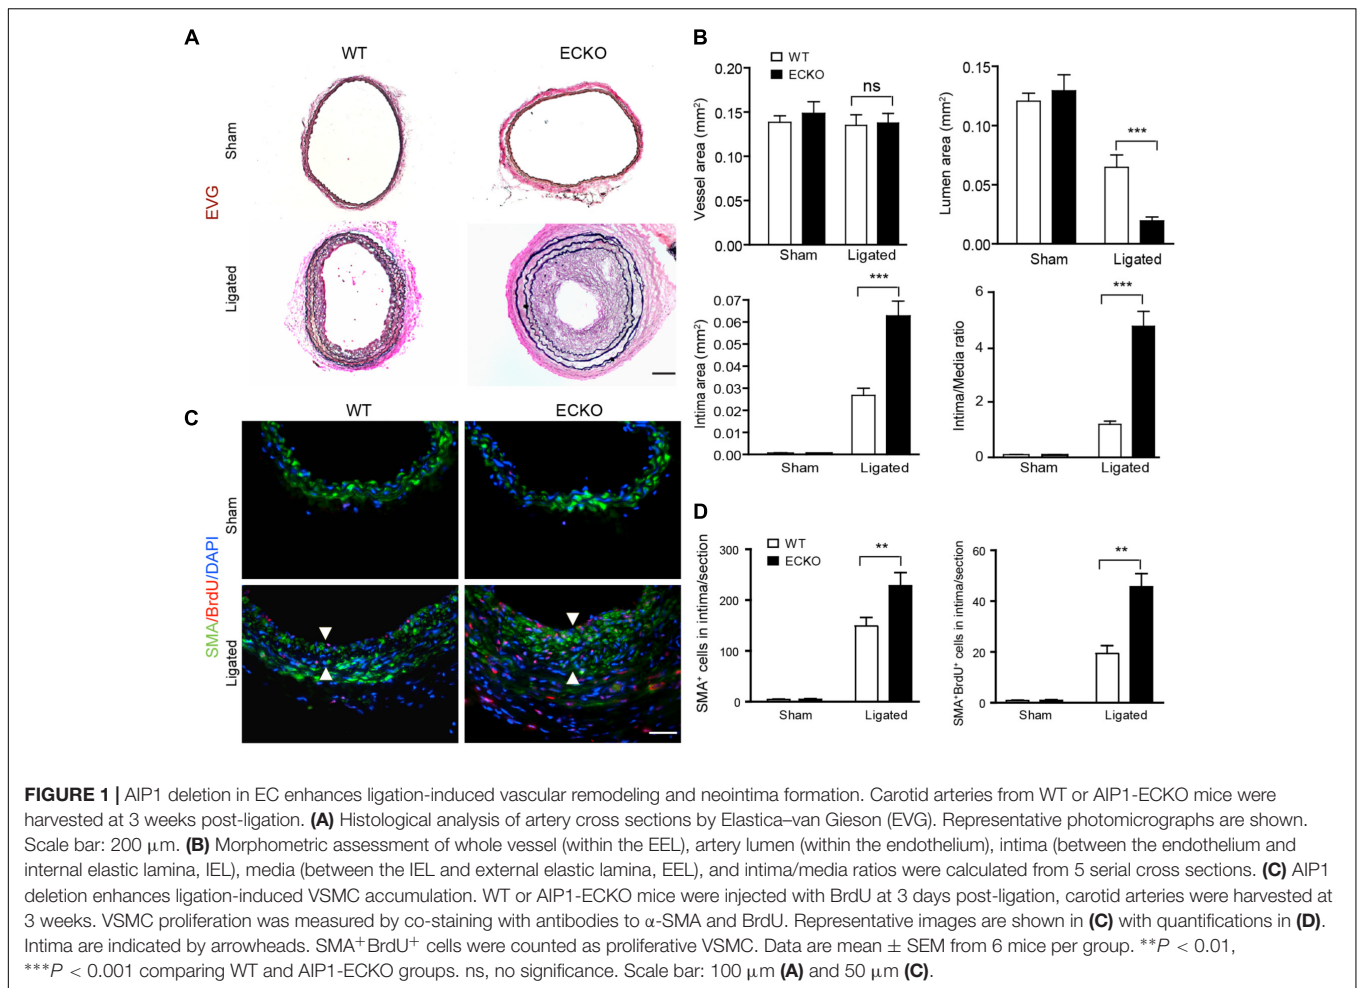 A
WT
ECKO
Sham
EVG
Ligated
B
WT
ECKO
ns
Vessel area (mm²)
0.20
0.15
0.10
0.05
0.00
Sham
Ligated
Lumen area (mm²)
0.15
0.10
0.05
0.00
***
Sham
Ligated
Intima area (mm²)
0.07
0.06
0.05
0.04
0.03
0.02
0.01
0.00
***
Sham
Ligated
Intima/Media ratio
6
4
2
0
***
Sham
Ligated
C
WT
ECKO
Sham
SMA/BrdU/DAPI
Ligated
D
WT
ECKO
SMA⁺ cells in intima/section
300
200
100
0
**
Sham
Ligated
SMA⁺BrdU⁺ cells in intima/section
60
40
20
0
**
Sham
Ligated
FIGURE 1 | AIP1 deletion in EC enhances ligation-induced vascular remodeling and neointima formation. Carotid arteries from WT or AIP1-ECKO mice were
harvested at 3 weeks post-ligation. (A) Histological analysis of artery cross sections by Elastica–van Gieson (EVG). Representative photomicrographs are shown.
Scale bar: 200 μm. (B) Morphometric assessment of whole vessel (within the EEL), artery lumen (within the endothelium), intima (between the endothelium and
internal elastic lamina, IEL), media (between the IEL and external elastic lamina, EEL), and intima/media ratios were calculated from 5 serial cross sections. (C) AIP1
deletion enhances ligation-induced VSMC accumulation. WT or AIP1-ECKO mice were injected with BrdU at 3 days post-ligation, carotid arteries were harvested at
3 weeks. VSMC proliferation was measured by co-staining with antibodies to α-SMA and BrdU. Representative images are shown in (C) with quantifications in (D).
Intima are indicated by arrowheads. SMA⁺BrdU⁺ cells were counted as proliferative VSMC. Data are mean ± SEM from 6 mice per group. **P < 0.01,
***P < 0.001 comparing WT and AIP1-ECKO groups. ns, no significance. Scale bar: 100 μm (A) and 50 μm (C).